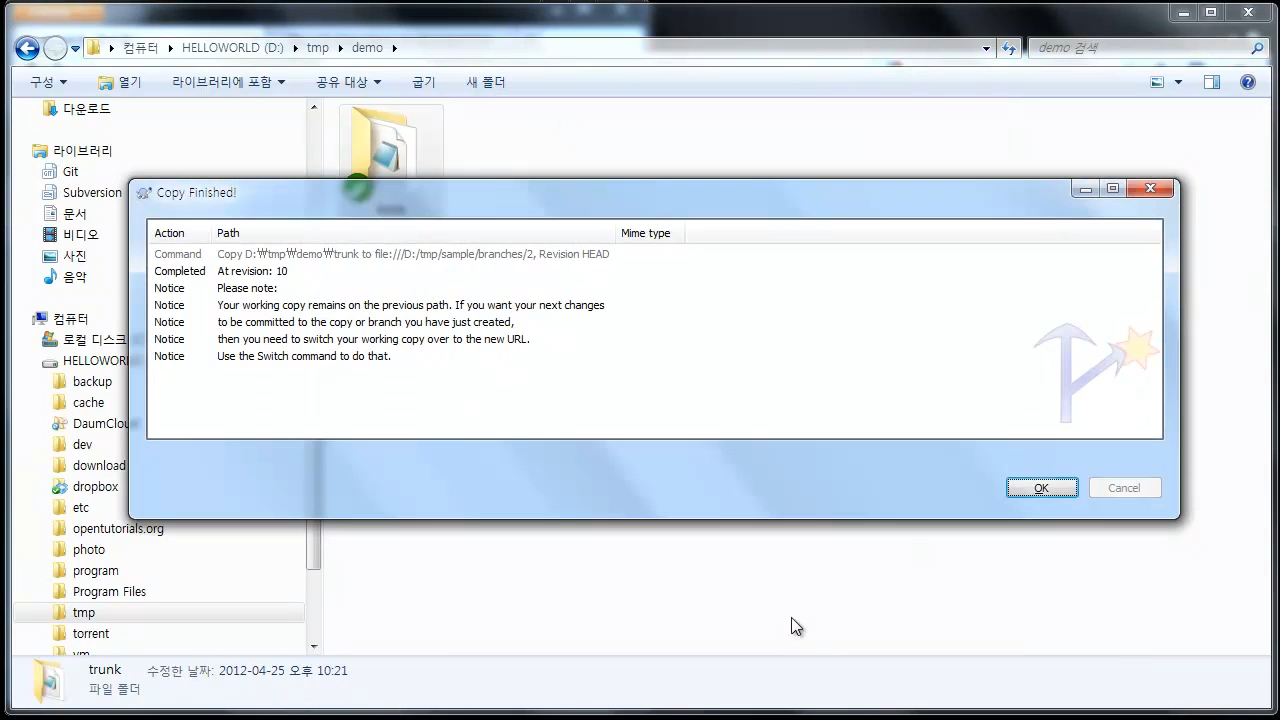 컴퓨터 HELLOWORLD (D:) tmp demo
demo 검색
구성 열기 라이브러리에 포함 공유 대상 굽기 새 폴더
다운로드
라이브러리
Git
Subversion
문서
비디오
사진
음악
컴퓨터
로컬 디스크
HELLOWORL
backup
cache
DaumClou
dev
download
dropbox
etc
opentutorials.org
photo
program
Program Files
tmp
torrent
vm
Copy Finished!
Action Path Mime type
Command Copy D:₩tmp₩demo₩trunk to file:///D:/tmp/sample/branches/2, Revision HEAD
Completed At revision: 10
Notice Please note:
Notice Your working copy remains on the previous path. If you want your next changes
Notice to be committed to the copy or branch you have just created,
Notice then you need to switch your working copy over to the new URL.
Notice Use the Switch command to do that.
OK Cancel
trunk 수정한 날짜: 2012-04-25 오후 10:21
파일 폴더